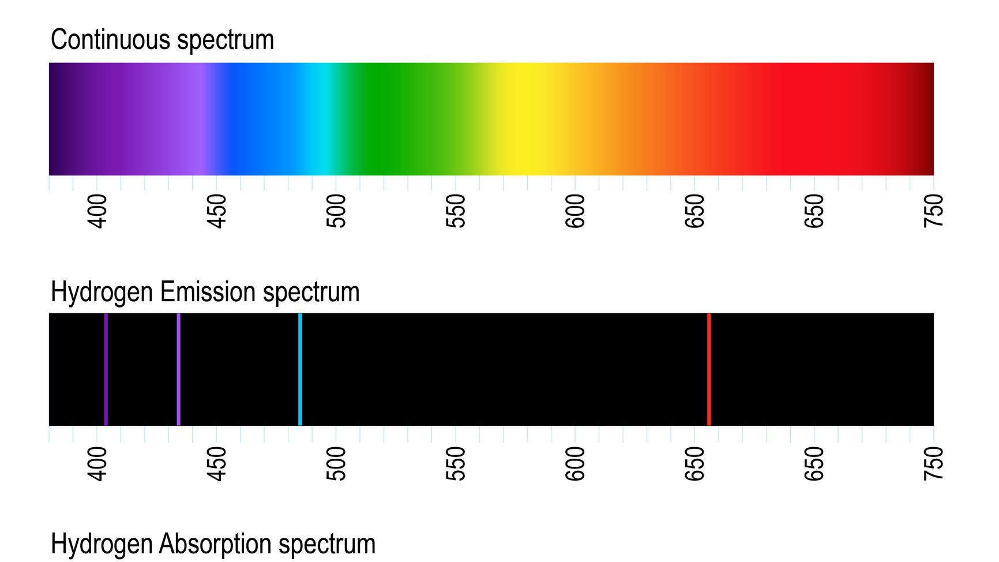 Continuous spectrum
400 450 500 550 600 650 650 750
Hydrogen Emission spectrum
400 450 500 550 600 650 650 750
Hydrogen Absorption spectrum